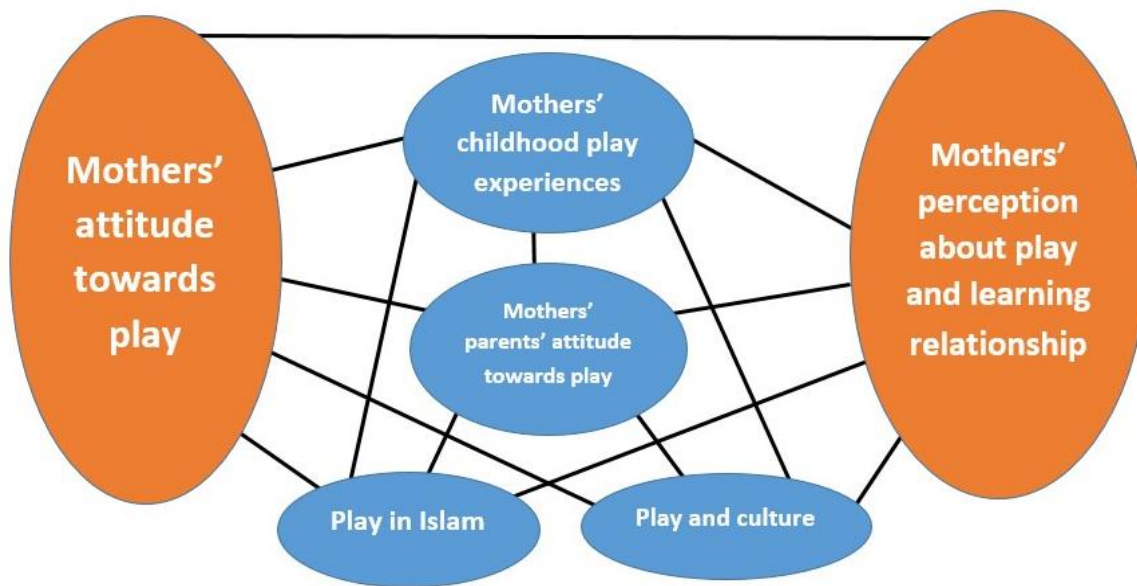 Mothers’
attitude
towards
play
Mothers’
childhood play
experiences
Mothers’
parents’ attitude
towards play
Play in Islam
Play and culture
Mothers’
perception
about play
and learning
relationship